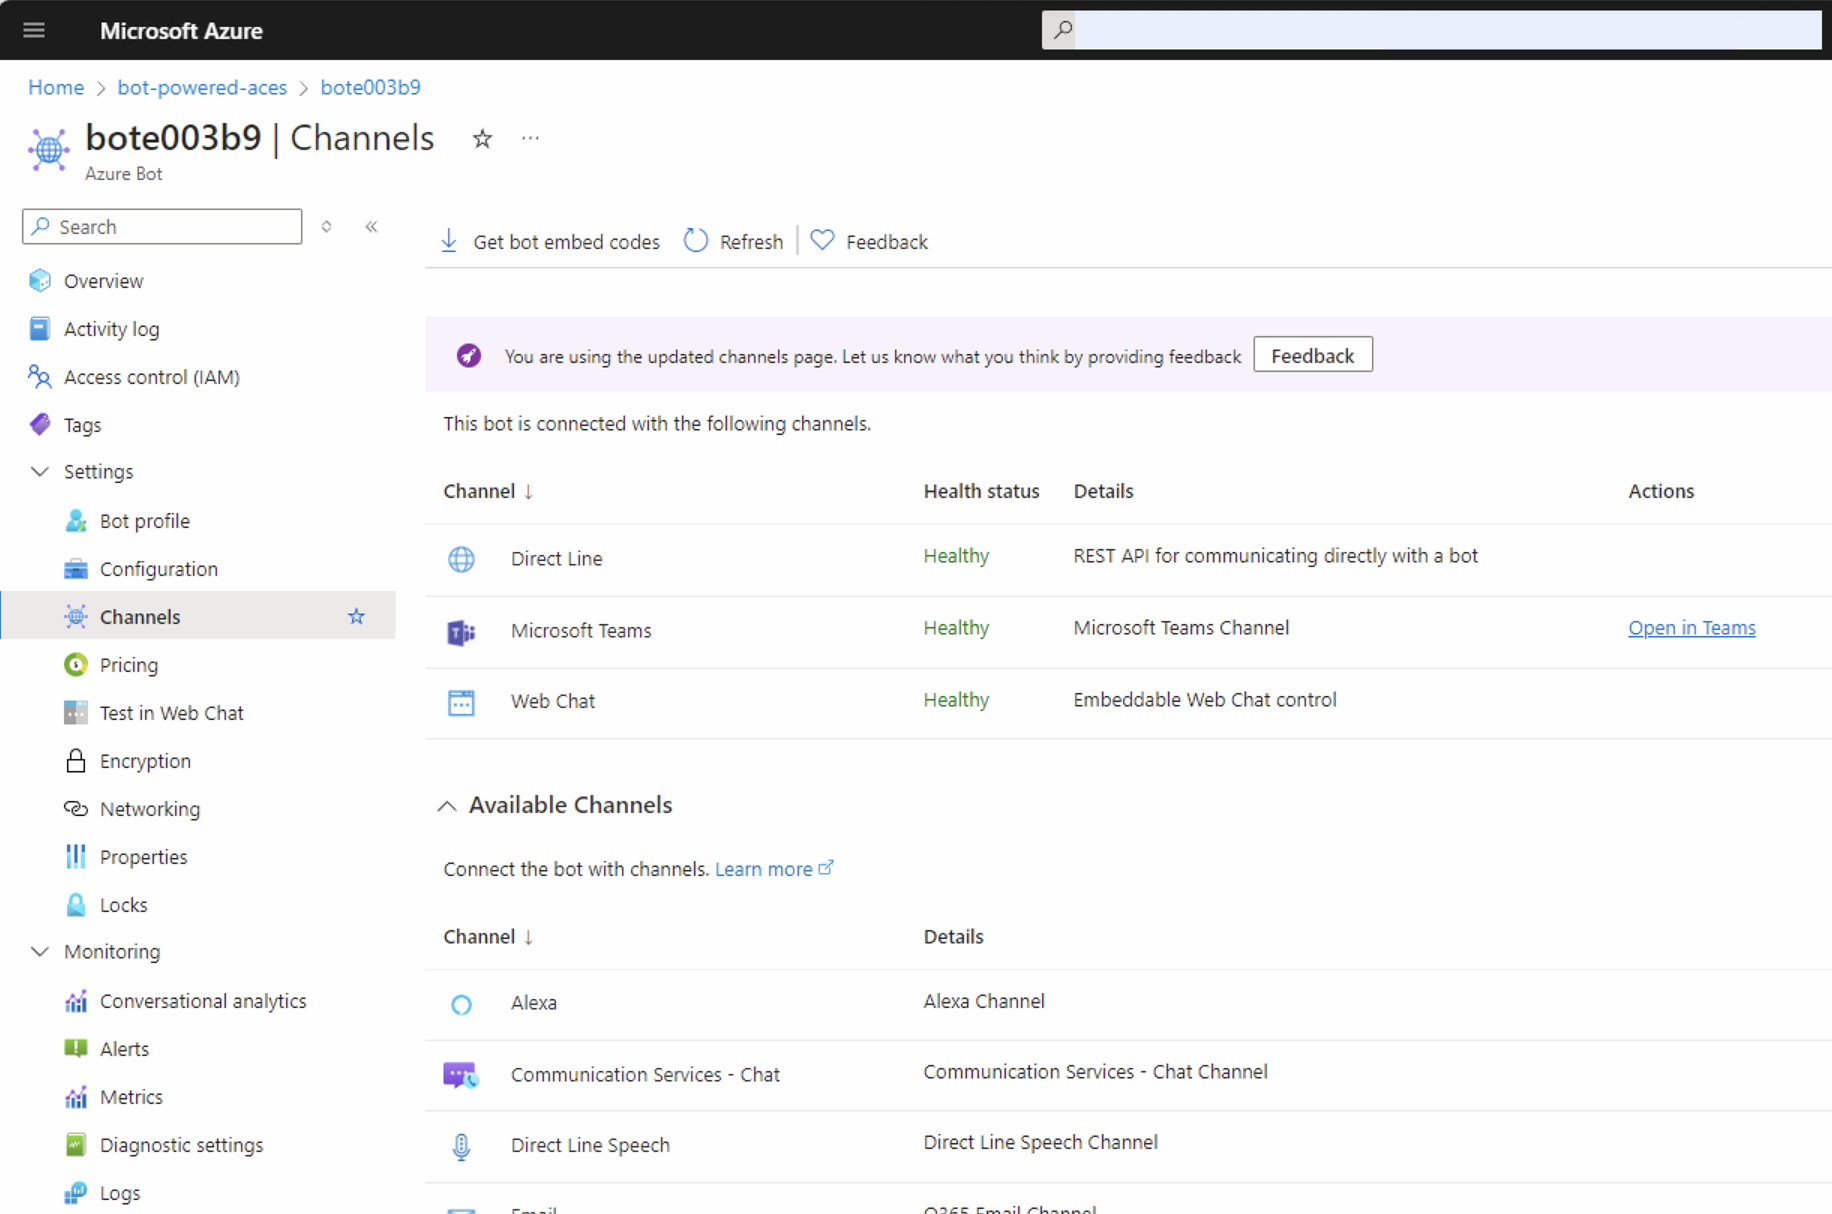 Microsoft Azure
Home > bot-powered-aces > bote003b9
bote003b9 | Channels
Azure Bot
Search
Overview
Activity log
Access control (IAM)
Tags
Settings
Bot profile
Configuration
Channels
Pricing
Test in Web Chat
Encryption
Networking
Properties
Locks
Monitoring
Conversational analytics
Alerts
Metrics
Diagnostic settings
Logs
Get bot embed codes Refresh Feedback
You are using the updated channels page. Let us know what you think by providing feedback Feedback
This bot is connected with the following channels.
Channel ↓ Health status Details Actions
Direct Line Healthy REST API for communicating directly with a bot
Microsoft Teams Healthy Microsoft Teams Channel Open in Teams
Web Chat Healthy Embeddable Web Chat control
Available Channels
Connect the bot with channels. Learn more
Channel ↓ Details
Alexa Alexa Channel
Communication Services - Chat Communication Services - Chat Channel
Direct Line Speech Direct Line Speech Channel
Email O365 Email Channel